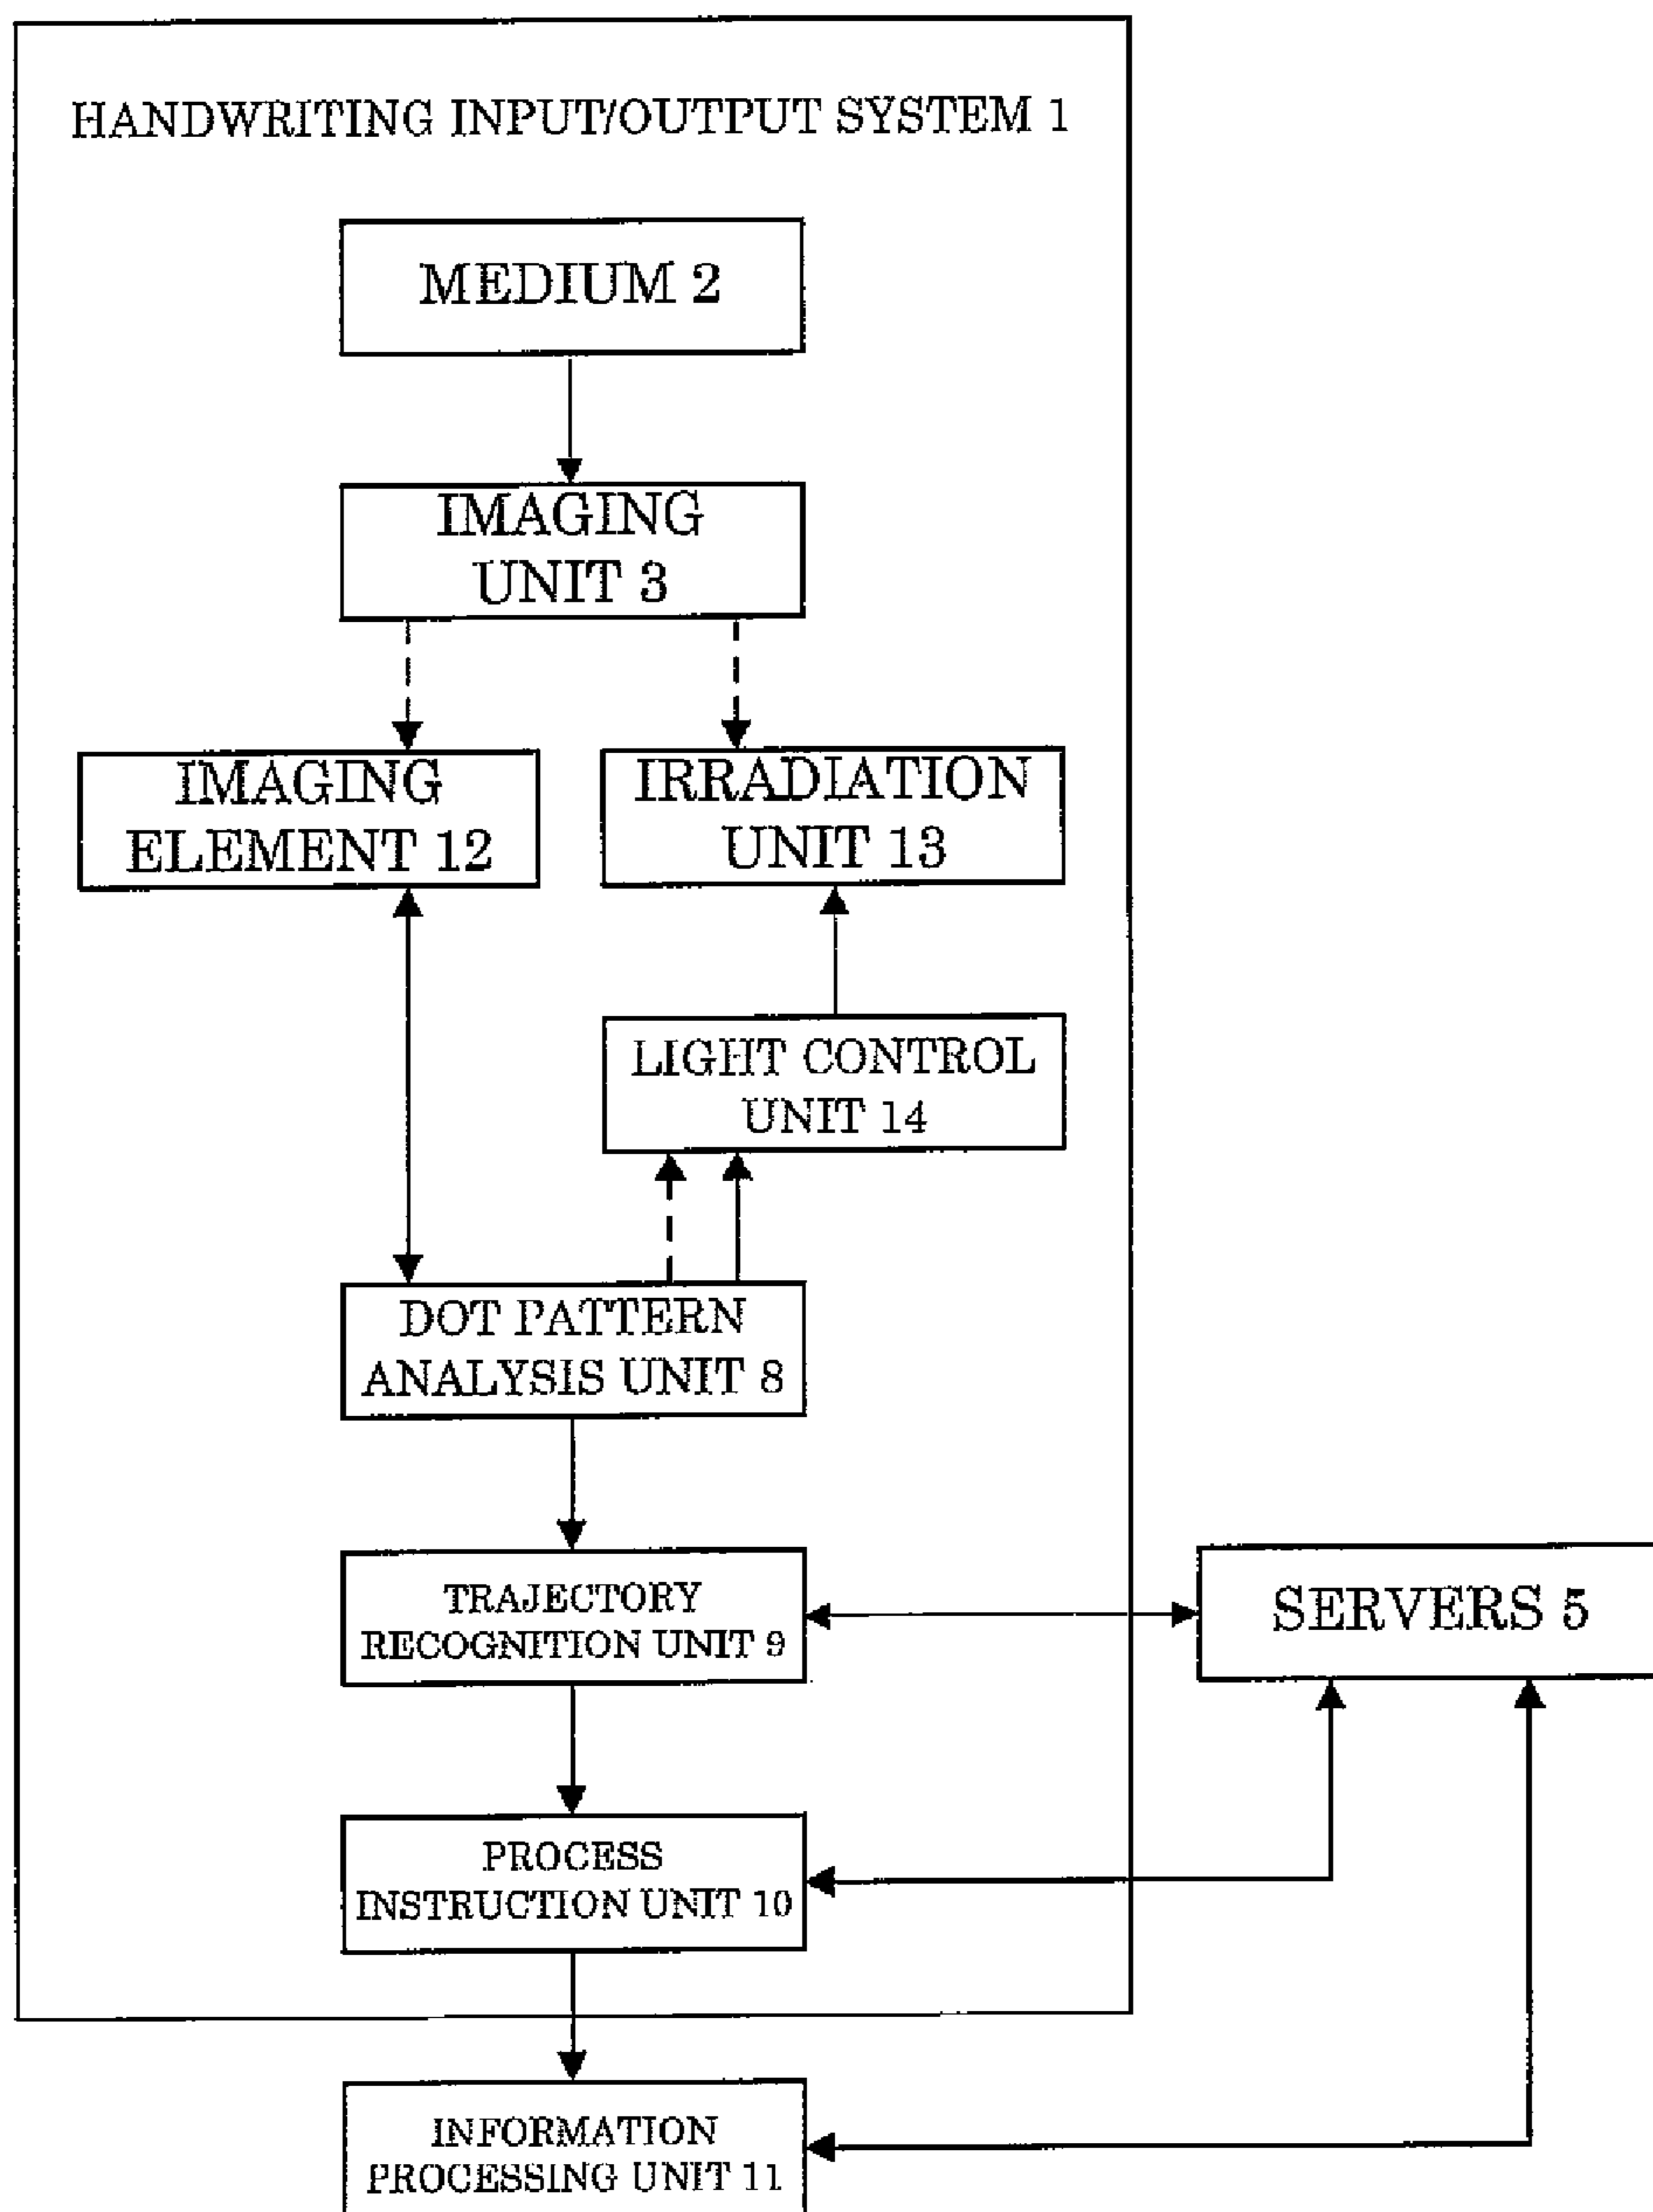 HANDWRITING INPUT/OUTPUT SYSTEM 1
MEDIUM 2
IMAGING
UNIT 3
IMAGING
ELEMENT 12
IRRADIATION
UNIT 13
LIGHT CONTROL
UNIT 14
DOT PATTERN
ANALYSIS UNIT 8
TRAJECTORY
RECOGNITION UNIT 9
SERVERS 5
PROCESS
INSTRUCTION UNIT 10
INFORMATION
PROCESSING UNIT 11